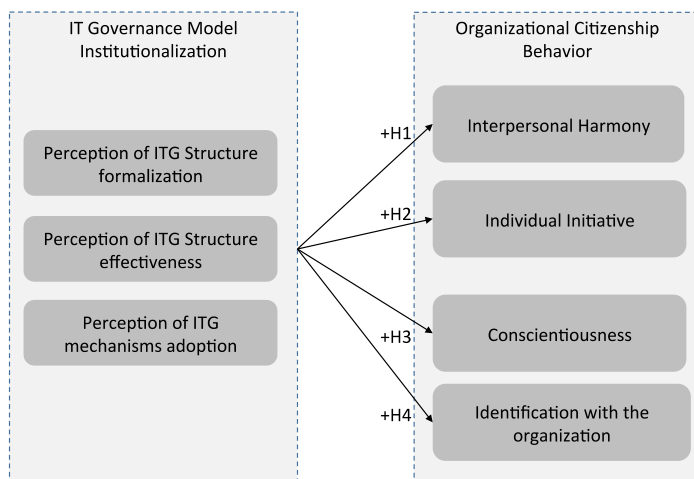 IT Governance Model
Institutionalization
Perception of ITG Structure
formalization
Perception of ITG Structure
effectiveness
Perception of ITG
mechanisms adoption
+H1
+H2
+H3
+H4
Organizational Citizenship
Behavior
Interpersonal Harmony
Individual Initiative
Conscientiousness
Identification with the
organization